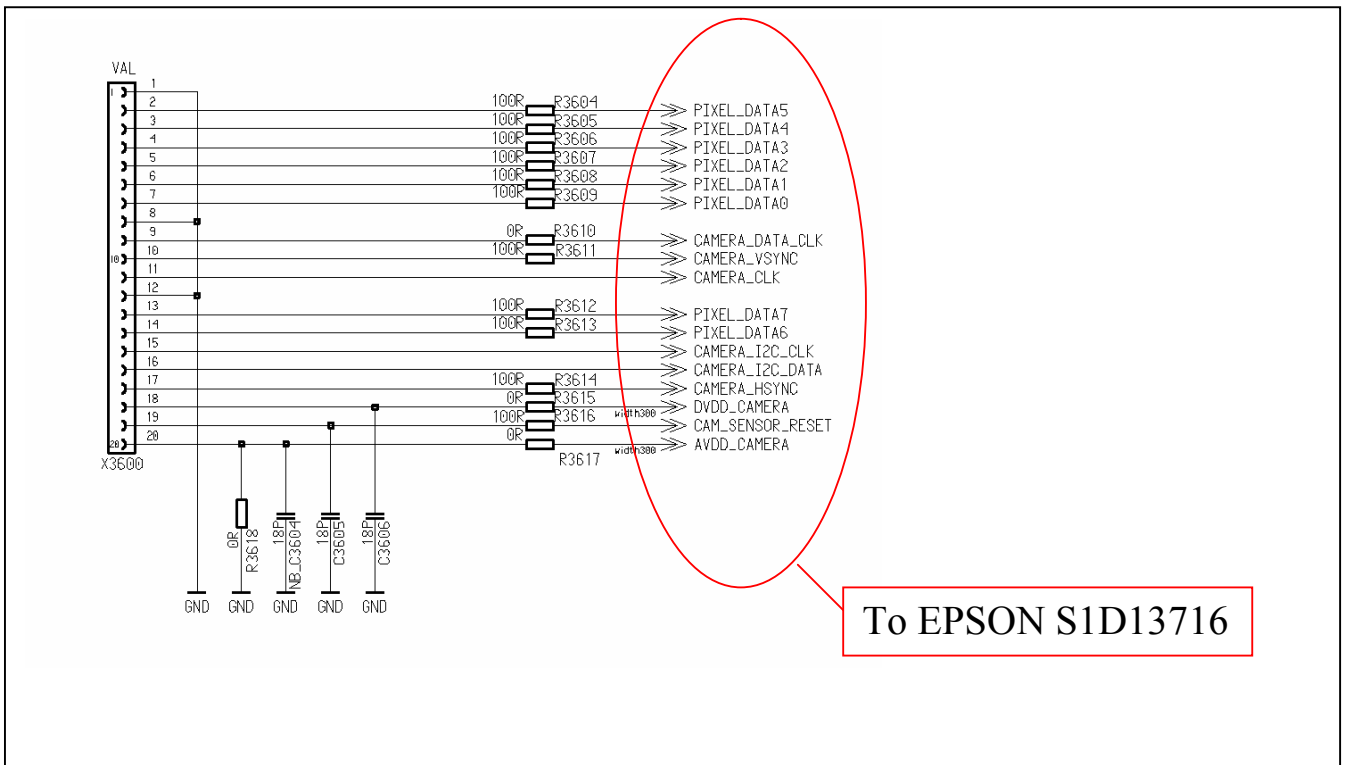 VAL
1
1
2
100R R3604 PIXEL_DATA5
3
100R R3605 PIXEL_DATA4
4
100R R3606 PIXEL_DATA3
5
100R R3607 PIXEL_DATA2
6
100R R3608 PIXEL_DATA1
7
100R R3609 PIXEL_DATA0
8
9
0R R3610 CAMERA_DATA_CLK
10
10
100R R3611 CAMERA_VSYNC
11
CAMERA_CLK
12
13
100R R3612 PIXEL_DATA7
14
100R R3613 PIXEL_DATA6
15
CAMERA_I2C_CLK
16
CAMERA_I2C_DATA
17
100R R3614 CAMERA_HSYNC
18
0R R3615 width300 DVDD_CAMERA
19
100R R3616 CAM_SENSOR_RESET
20
20
0R R3617 width300 AVDD_CAMERA
X3600
0R R3618
18P NB_C3604
18P C3605
18P C3606
GND GND GND GND GND
To EPSON S1D13716